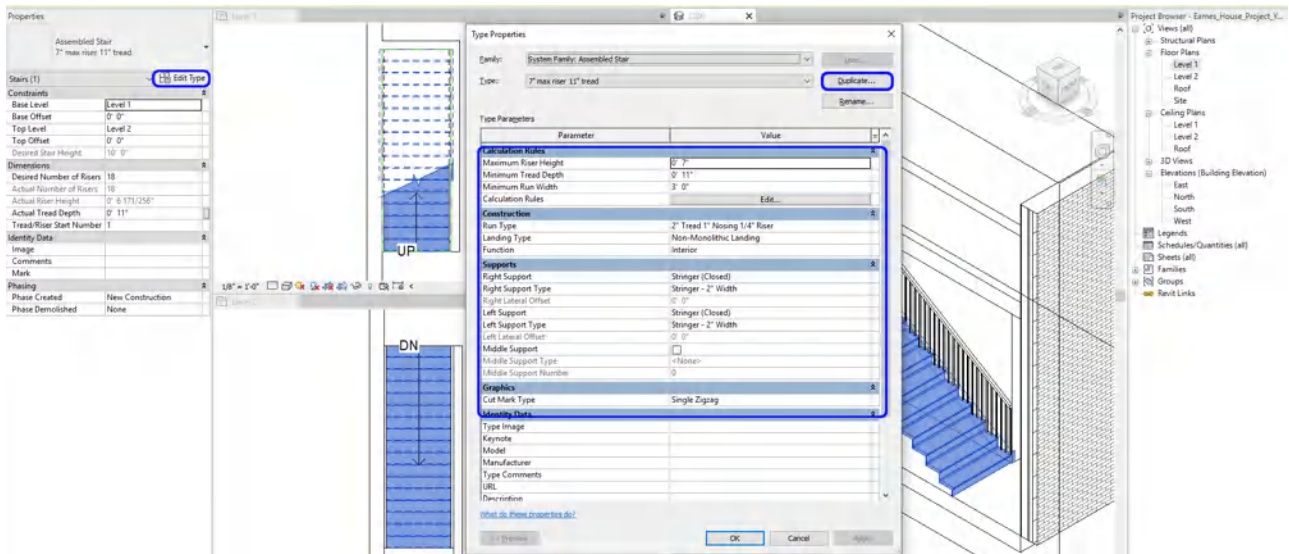 Properties
Assembled Stair
7" max riser 11" tread
Stairs (1)
Edit Type
Constraints
Base Level Level 1
Base Offset 0' 0"
Top Level Level 2
Top Offset 0' 0"
Desired Stair Height 10' 0"
Dimensions
Desired Number of Risers 18
Actual Number of Risers 18
Actual Riser Height 0' 6 171/256"
Actual Tread Depth 0' 11"
Tread/Riser Start Number 1
Identity Data
Image
Comments
Mark
Phasing
Phase Created New Construction
Phase Demolished None
Level 1
UP
1/8" = 1'-0"
DN
{3D}
Type Properties
Family: System Family: Assembled Stair
Load...
Type: 7" max riser 11" tread
Duplicate...
Rename...
Type Parameters
Parameter Value
Calculation Rules
Maximum Riser Height 0' 7"
Minimum Tread Depth 0' 11"
Minimum Run Width 3' 0"
Calculation Rules Edit...
Construction
Run Type 2" Tread 1" Nosing 1/4" Riser
Landing Type Non-Monolithic Landing
Function Interior
Supports
Right Support Stringer (Closed)
Right Support Type Stringer - 2" Width
Right Lateral Offset 0' 0"
Left Support Stringer (Closed)
Left Support Type Stringer - 2" Width
Left Lateral Offset 0' 0"
Middle Support
Middle Support Type <None>
Middle Support Number 0
Graphics
Cut Mark Type Single Zigzag
Identity Data
Type Image
Keynote
Model
Manufacturer
Type Comments
URL
Description
What do these properties do?
<< Preview
OK
Cancel
Apply
Project Browser - Eames_House_Project_V...
Views (all)
Structural Plans
Floor Plans
Level 1
Level 2
Roof
Site
Ceiling Plans
Level 1
Level 2
Roof
3D Views
Elevations (Building Elevation)
East
North
South
West
Legends
Schedules/Quantities (all)
Sheets (all)
Families
Groups
Revit Links